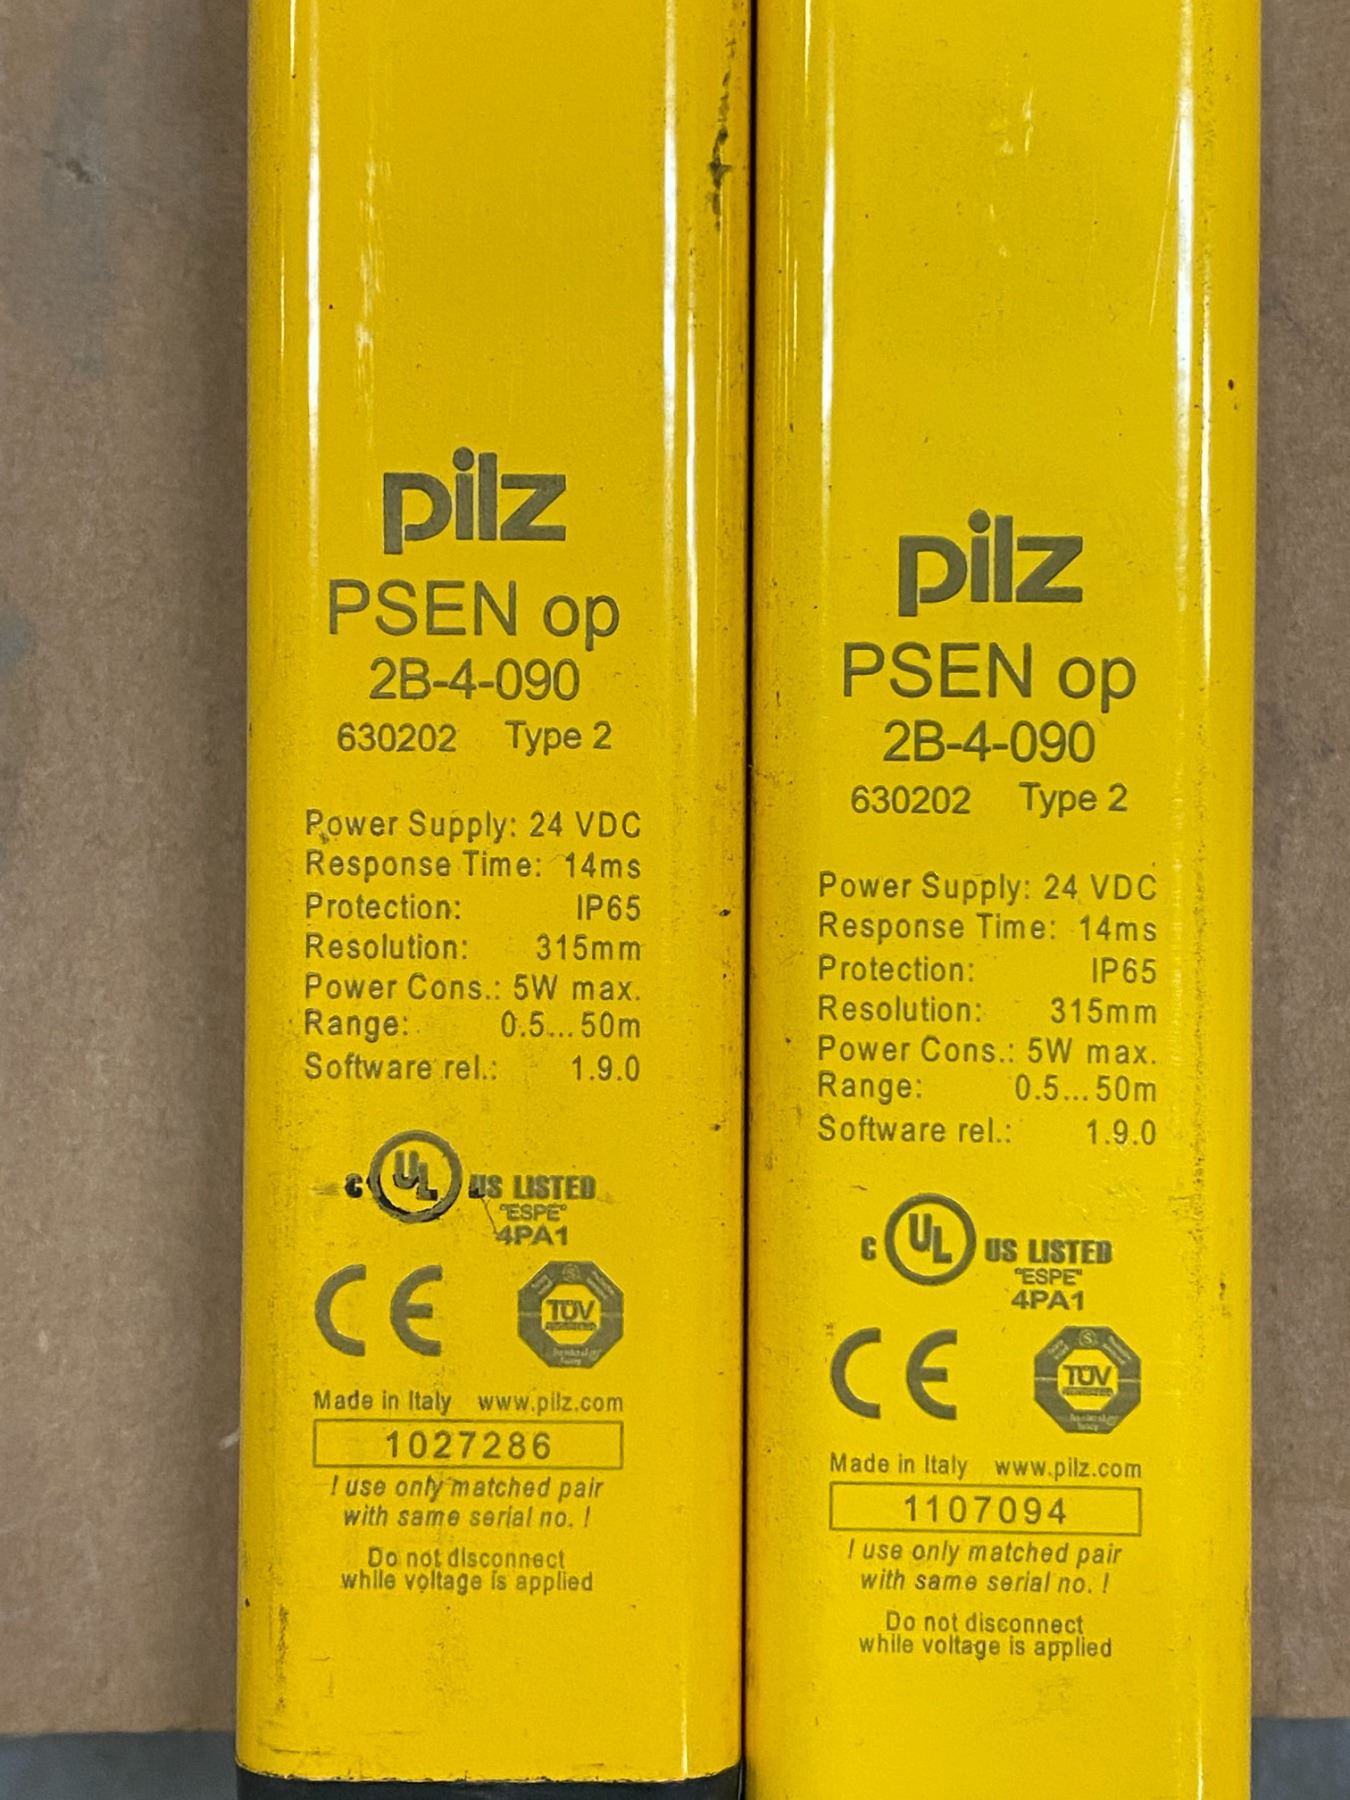 pilz
PSEN op
2B-4-090
630202 Type 2
Power Supply: 24 VDC
Response Time: 14ms
Protection: IP65
Resolution: 315mm
Power Cons.: 5W max.
Range: 0.5...50m
Software rel.: 1.9.0
C UL US LISTED
"ESPE"
4PA1
CE TÜV
Made in Italy www.pilz.com
1027286
! use only matched pair
with same serial no. !
Do not disconnect
while voltage is applied
pilz
PSEN op
2B-4-090
630202 Type 2
Power Supply: 24 VDC
Response Time: 14ms
Protection: IP65
Resolution: 315mm
Power Cons.: 5W max.
Range: 0.5...50m
Software rel.: 1.9.0
C UL US LISTED
"ESPE"
4PA1
CE TÜV
Made in Italy www.pilz.com
1107094
! use only matched pair
with same serial no. !
Do not disconnect
while voltage is applied